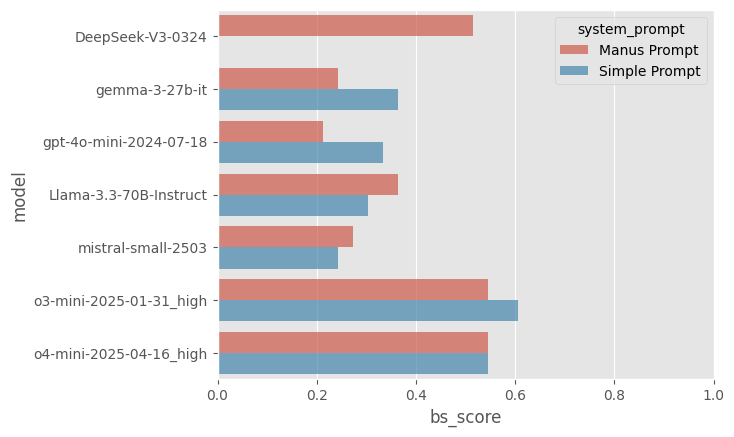 DeepSeek-V3-0324
gemma-3-27b-it
gpt-4o-mini-2024-07-18
Llama-3.3-70B-Instruct
mistral-small-2503
o3-mini-2025-01-31_high
o4-mini-2025-04-16_high
model
system_prompt
Manus Prompt
Simple Prompt
0.0 0.2 0.4 0.6 0.8 1.0
bs_score